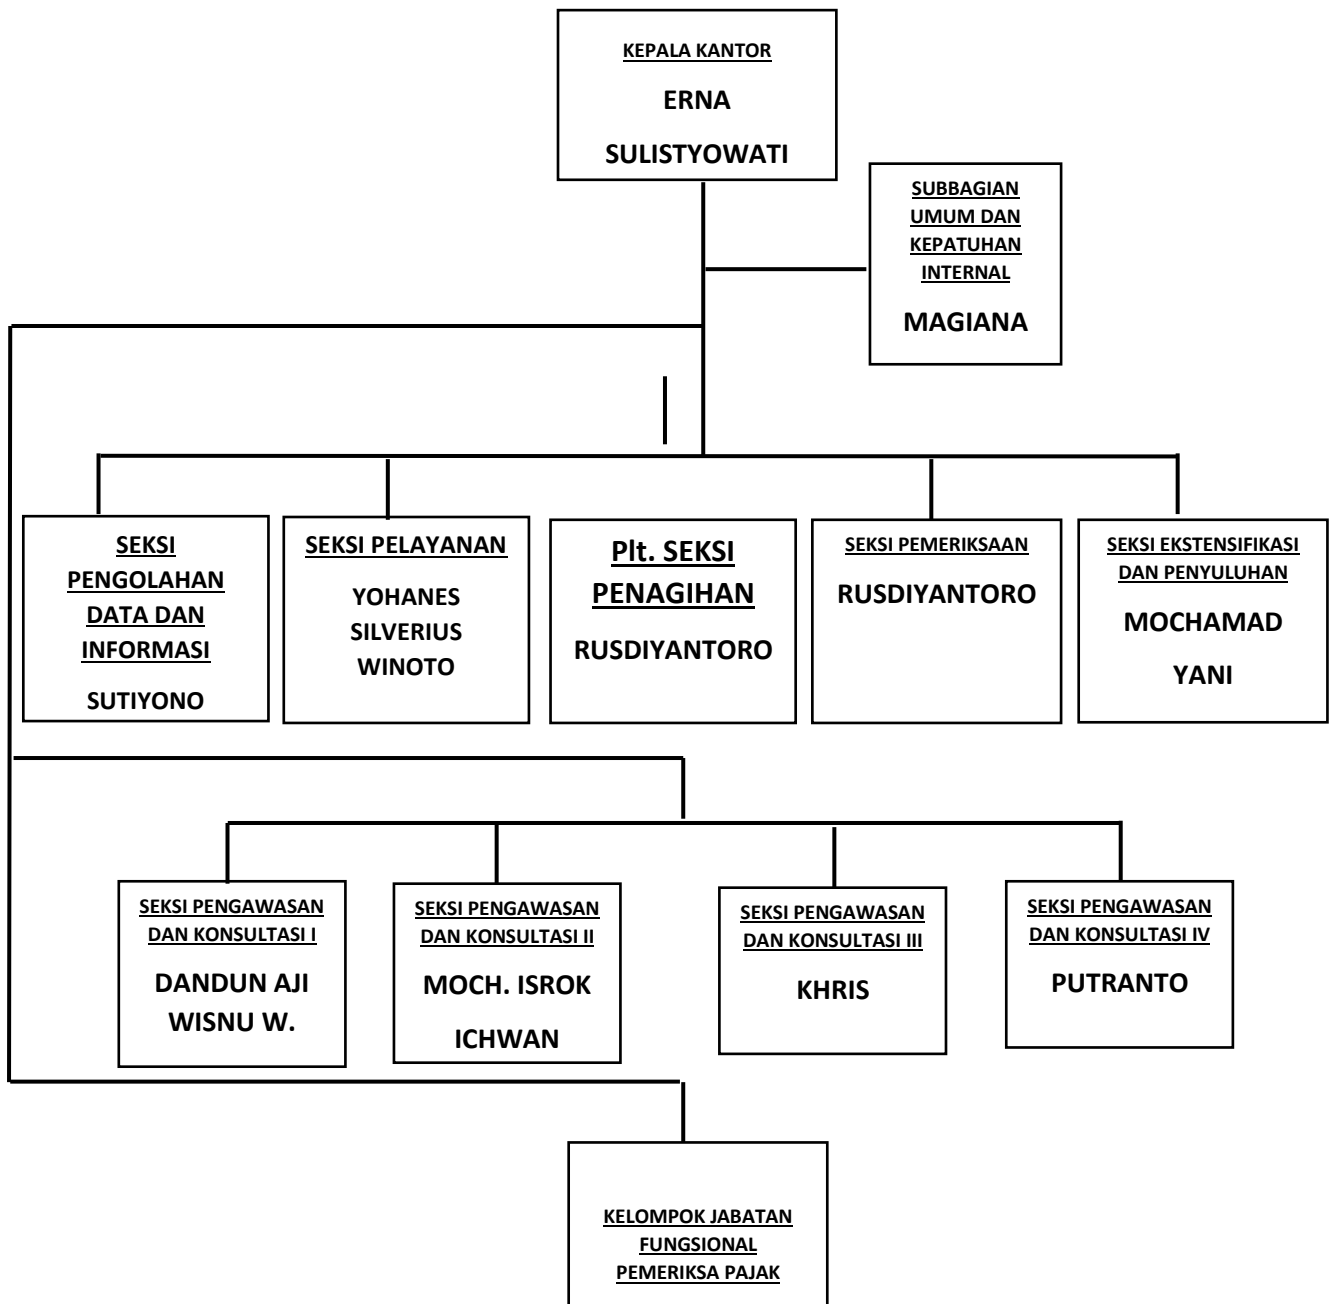 KEPALA KANTOR
ERNA
SULISTYOWATI
SUBBAGIAN
UMUM DAN
KEPATUHAN
INTERNAL
MAGIANA
SEKSI
PENGOLAHAN
DATA DAN
INFORMASI
SUTIYONO
SEKSI PELAYANAN
YOHANES
SILVERIUS
WINOTO
Plt. SEKSI
PENAGIHAN
RUSDIYANTORO
SEKSI PEMERIKSAAN
RUSDIYANTORO
SEKSI EKSTENSIFIKASI
DAN PENYULUHAN
MOCHAMAD
YANI
SEKSI PENGAWASAN
DAN KONSULTASI I
DANDUN AJI
WISNU W.
SEKSI PENGAWASAN
DAN KONSULTASI II
MOCH. ISROK
ICHWAN
SEKSI PENGAWASAN
DAN KONSULTASI III
KHRIS
SEKSI PENGAWASAN
DAN KONSULTASI IV
PUTRANTO
KELOMPOK JABATAN
FUNGSIONAL
PEMERIKSA PAJAK